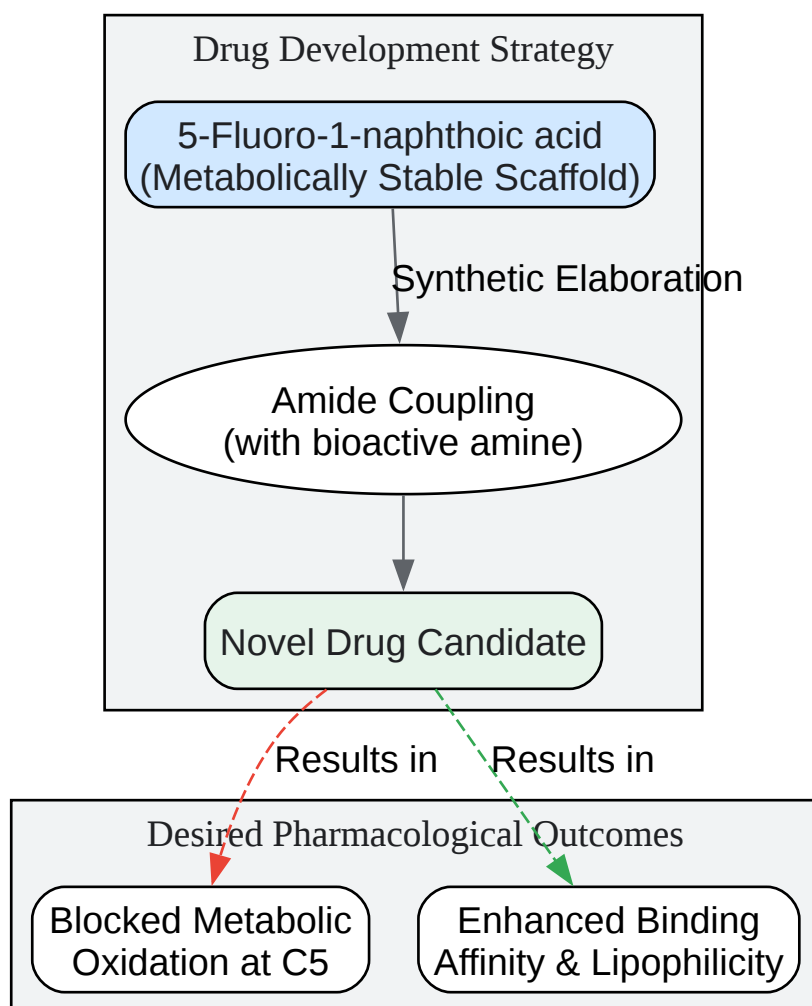 Drug Development Strategy
5-Fluoro-1-naphthoic acid
(Metabolically Stable Scaffold)
Synthetic Elaboration
Amide Coupling
(with bioactive amine)
Novel Drug Candidate
Results in
Results in
Desired Pharmacological Outcomes
Blocked Metabolic
Oxidation at C5
Enhanced Binding
Affinity & Lipophilicity